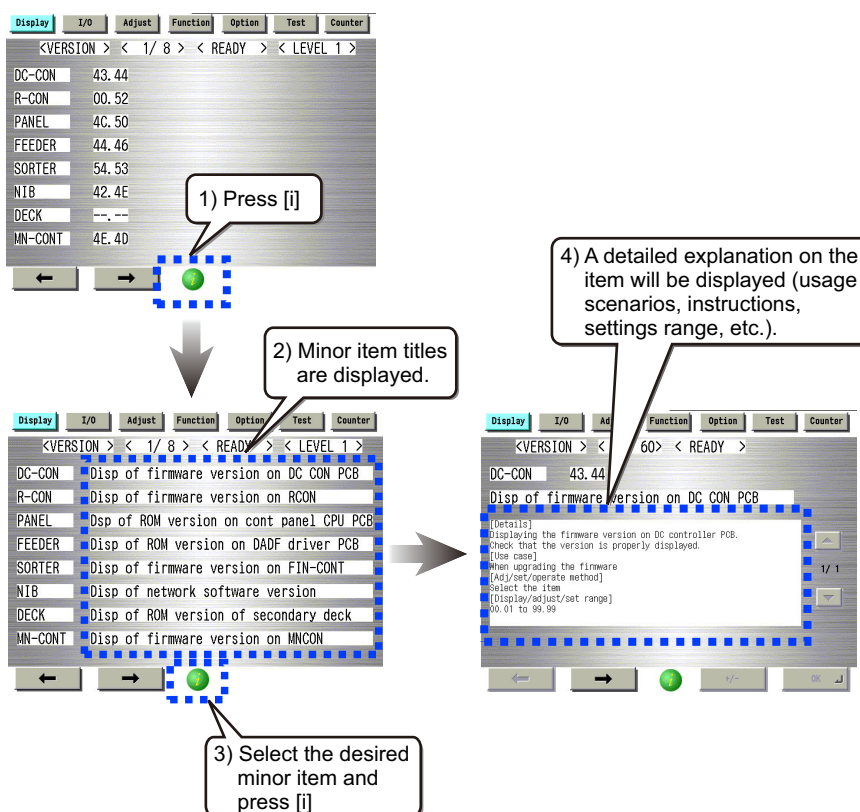 Display I/O Adjust Function Option Test Counter
<VERSION > < 1/ 8 > < READY > < LEVEL 1 >
DC-CON 43.44
R-CON 00.52
PANEL 4C.50
FEEDER 44.46
SORTER 54.53
NIB 42.4E
DECK --.--
MN-CONT 4E.4D
1) Press [i]
i
2) Minor item titles
are displayed.
Display I/O Adjust Function Option Test Counter
<VERSION > < 1/ 8 > < READY > < LEVEL 1 >
DC-CON Disp of firmware version on DC CON PCB
R-CON Disp of firmware version on RCON
PANEL Dsp of ROM version on cont panel CPU PCB
FEEDER Disp of ROM version on DADF driver PCB
SORTER Disp of firmware version on FIN-CONT
NIB Disp of network software version
DECK Disp of ROM version of secondary deck
MN-CONT Disp of firmware version on MNCON
i
3) Select the desired
minor item and
press [i]
4) A detailed explanation on the
item will be displayed (usage
scenarios, instructions,
settings range, etc.).
Display I/O Ad Function Option Test Counter
<VERSION > < 60> < READY >
DC-CON 43.44
Disp of firmware version on DC CON PCB
[Details]
Displaying the firmware version on DC controller PCB.
Check that the version is properly displayed.
[Use case]
When upgrading the firmware
[Adj/set/operate method]
Select the item
[Display/adjust/set range]
00.01 to 99.99
1/ 1
i +/- OK